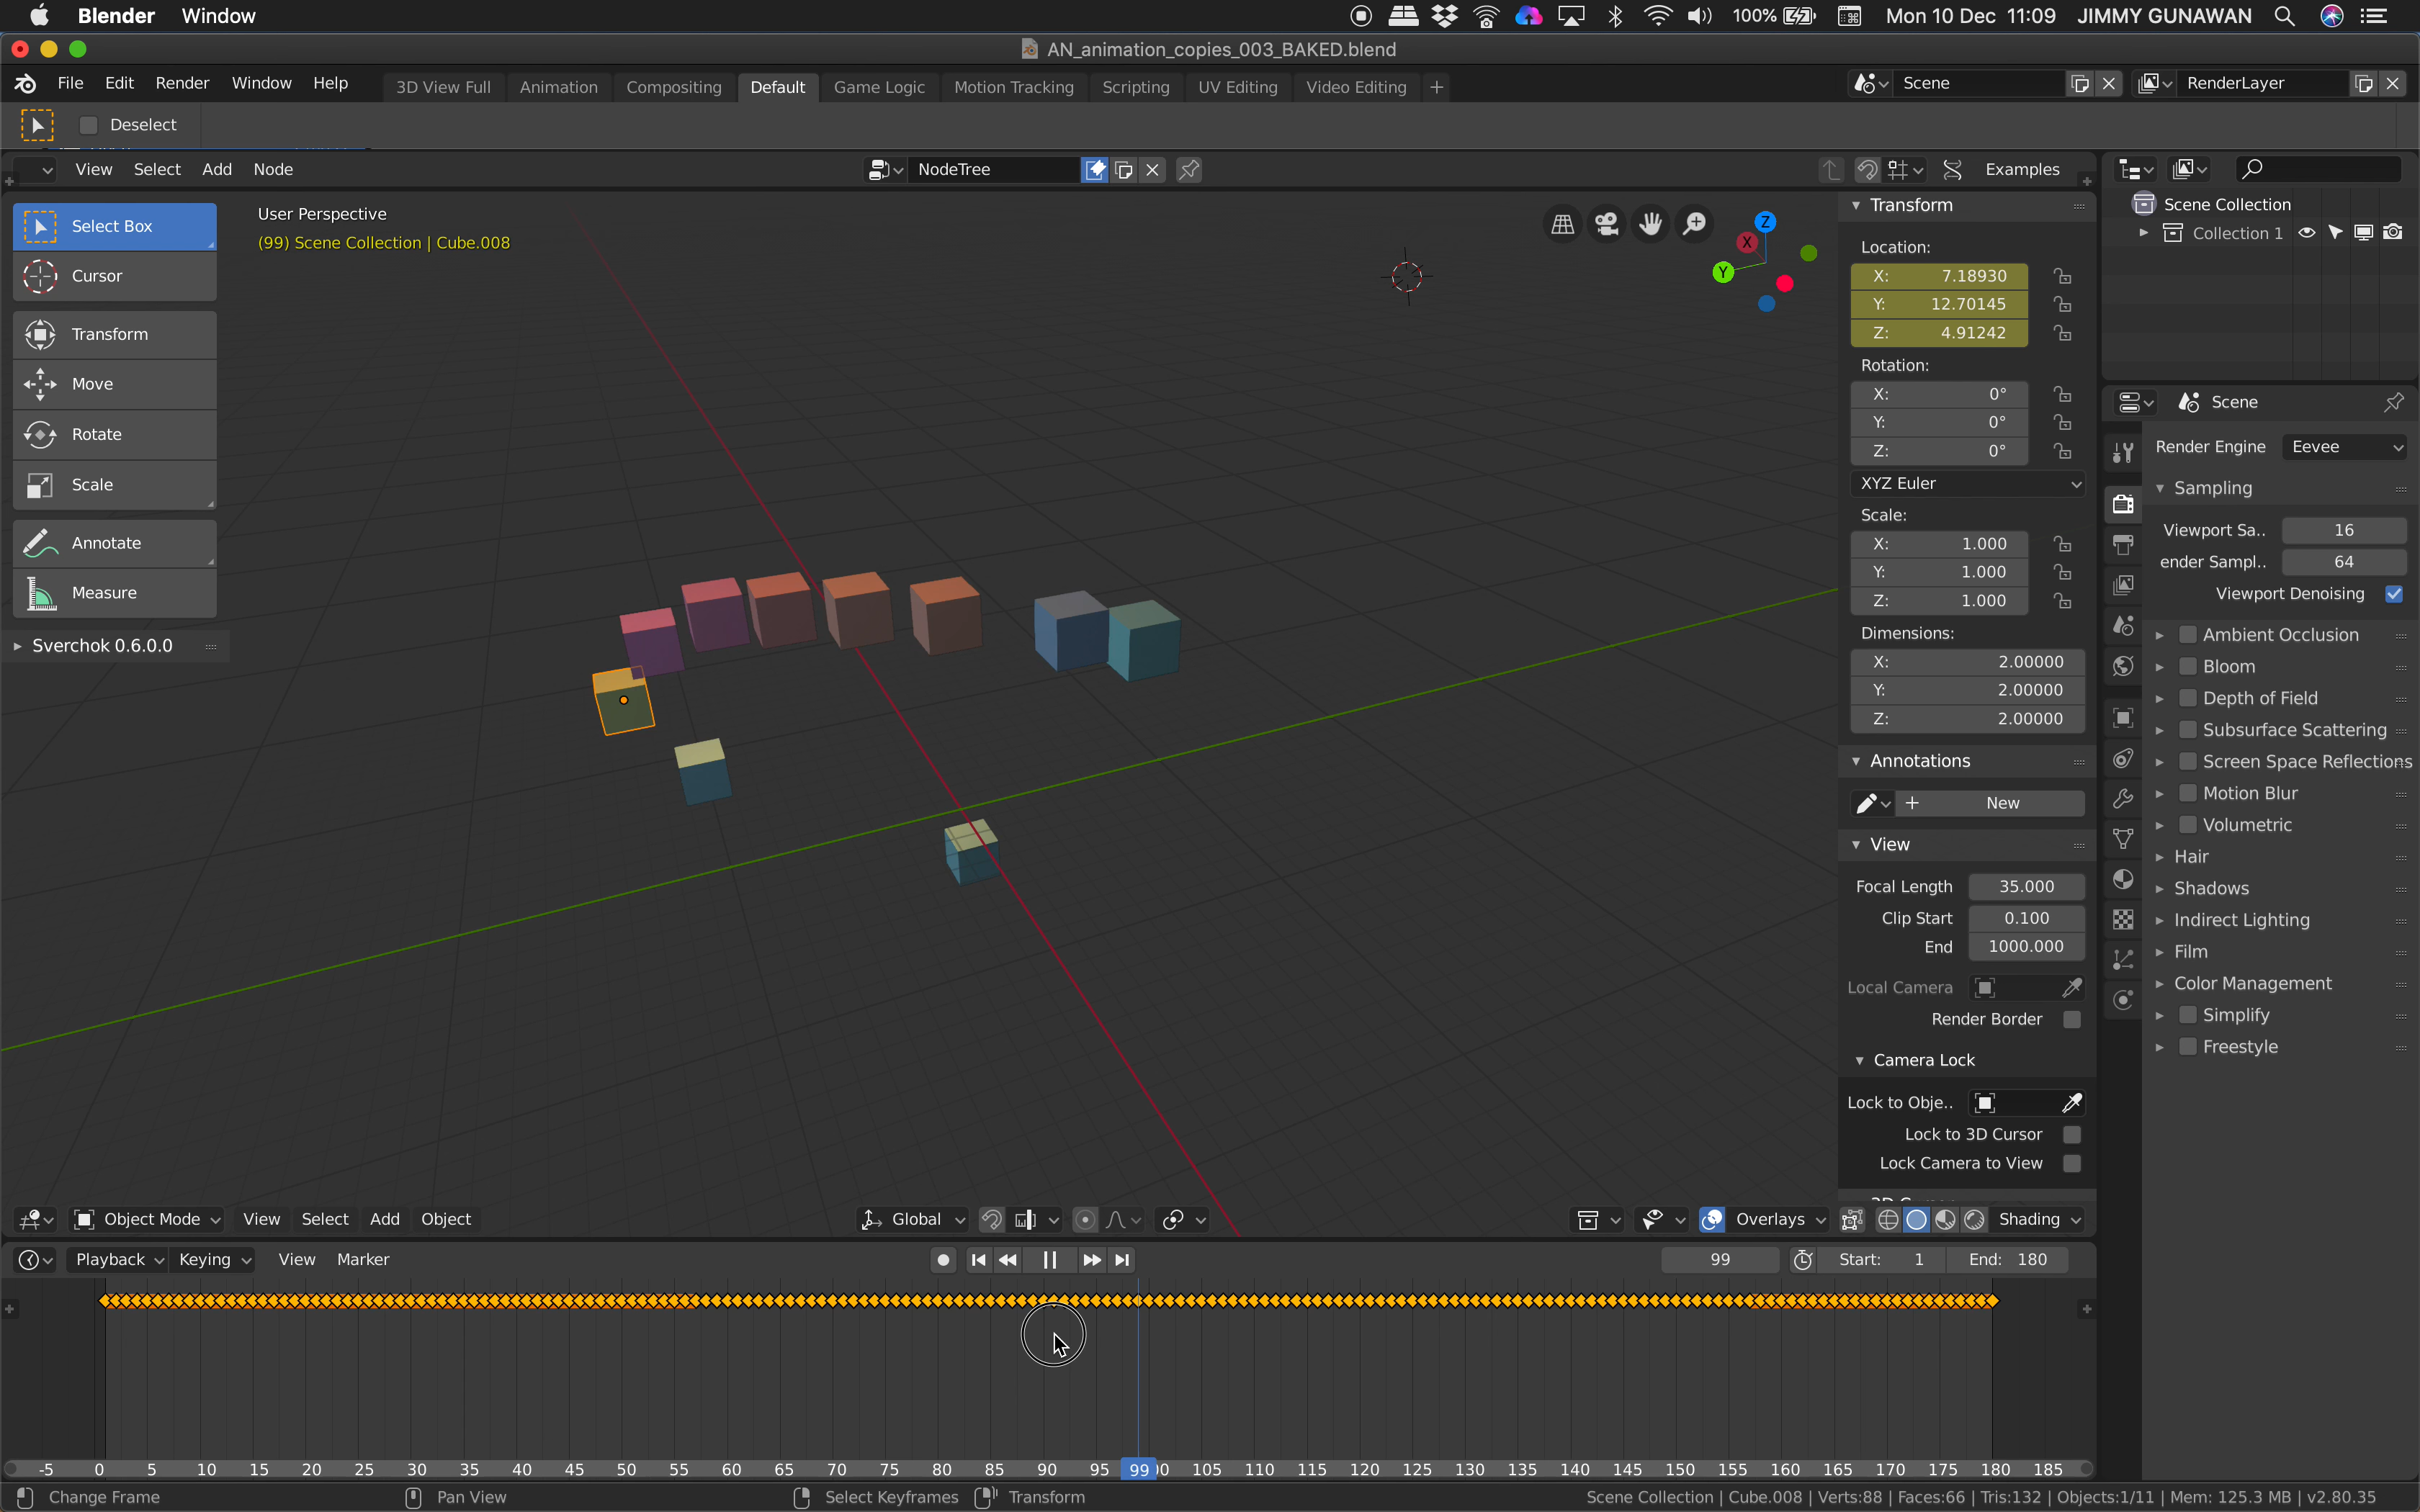 Blender Window 100% Mon 10 Dec 11:09 JIMMY GUNAWAN
AN_animation_copies_003_BAKED.blend
File Edit Render Window Help 3D View Full Animation Compositing Default Game Logic Motion Tracking Scripting UV Editing Video Editing + Scene RenderLayer
Deselect
View Select Add Node NodeTree Examples
Select Box
Cursor
Transform
Move
Rotate
Scale
Annotate
Measure
Sverchok 0.6.0.0
User Perspective
(99) Scene Collection | Cube.008
Z
X
Y
Transform
Location:
X: 7.18930
Y: 12.70145
Z: 4.91242
Rotation:
X: 0°
Y: 0°
Z: 0°
XYZ Euler
Scale:
X: 1.000
Y: 1.000
Z: 1.000
Dimensions:
X: 2.00000
Y: 2.00000
Z: 2.00000
Annotations
+ New
View
Focal Length 35.000
Clip Start 0.100
End 1000.000
Local Camera
Render Border
Camera Lock
Lock to Obje..
Lock to 3D Cursor
Lock Camera to View
Scene Collection
Collection 1
Scene
Render Engine Eevee
Sampling
Viewport Sa.. 16
ender Sampl.. 64
Viewport Denoising
Ambient Occlusion
Bloom
Depth of Field
Subsurface Scattering
Screen Space Reflections
Motion Blur
Volumetric
Hair
Shadows
Indirect Lighting
Film
Color Management
Simplify
Freestyle
Object Mode View Select Add Object Global Overlays Shading
Playback Keying View Marker 99 Start: 1 End: 180
-5 0 5 10 15 20 25 30 35 40 45 50 55 60 65 70 75 80 85 90 95 99 105 110 115 120 125 130 135 140 145 150 155 160 165 170 175 180 185
Change Frame Pan View Select Keyframes Transform Scene Collection | Cube.008 | Verts:88 | Faces:66 | Tris:132 | Objects:1/11 | Mem: 125.3 MB | v2.80.35